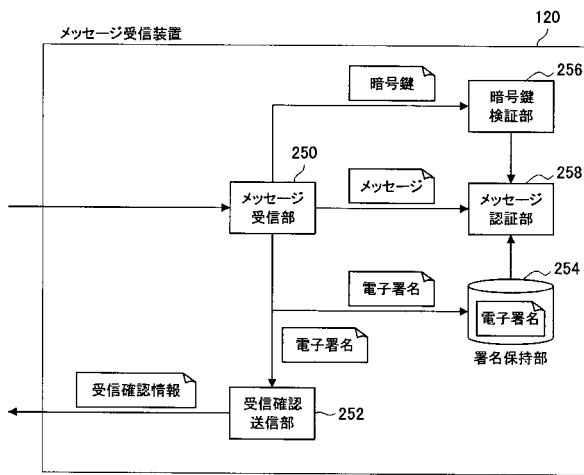 メッセージ受信装置
120
暗号鍵
256
暗号鍵
検証部
250
メッセージ
受信部
メッセージ
258
メッセージ
認証部
電子署名
254
電子署名
署名保持部
電子署名
受信確認情報
受信確認
送信部
252